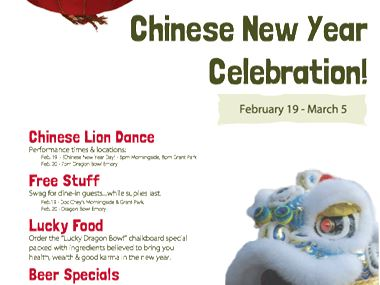 Chinese New Year
Celebration!
February 19 - March 5
Chinese Lion Dance
Performance times & locations:
Feb. 19 - "Chinese New Year Day" - 6pm Morningside, 8pm Grant Park
Feb. 20 - 7pm Dragon Bowl Emory
Free Stuff
Swag for dine-in guests...while supplies last.
Feb. 19 - Doc Chey's Morningside & Grant Park
Feb. 20 - Dragon Bowl Emory
Lucky Food
Order the "Lucky Dragon Bowl" chalkboard special
packed with ingredients believed to bring you
health, wealth & good karma in the new year.
Beer Specials